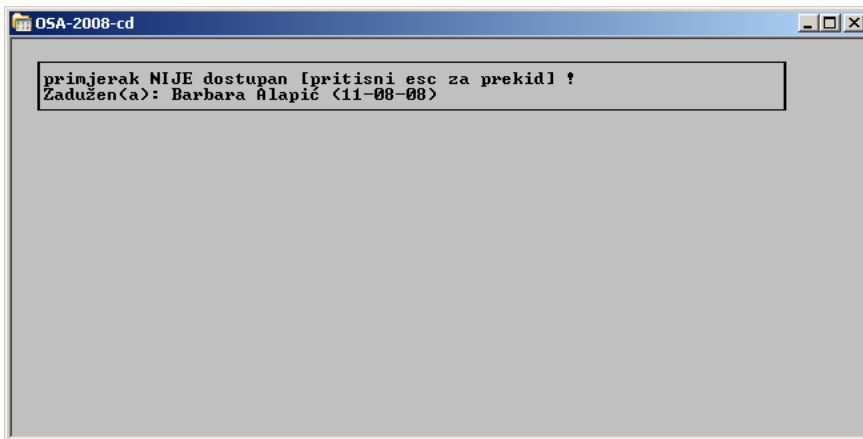 OSA-2008-cd
primjerak NIJE dostupan [pritisni esc za prekid] !
Zadužen(a): Barbara Alapić (11-08-08)